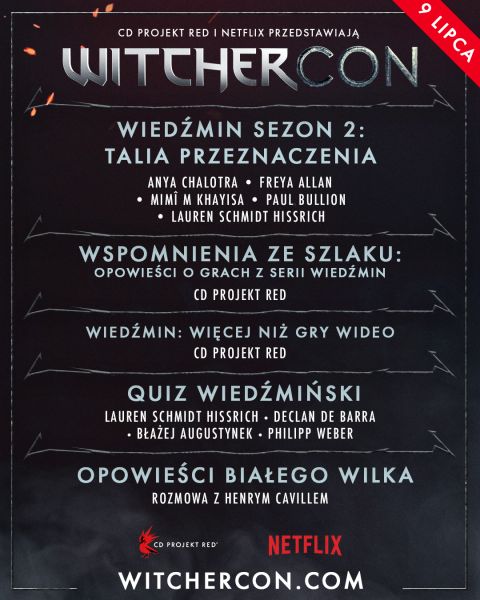 9 LIPCA
CD PROJEKT RED I NETFLIX PRZEDSTAWIAJĄ
WITCHERCON
WIEDŹMIN SEZON 2:
TALIA PRZEZNACZENIA
ANYA CHALOTRA • FREYA ALLAN
• MIMÎ M KHAYISA • PAUL BULLION
• LAUREN SCHMIDT HISSRICH
WSPOMNIENIA ZE SZLAKU:
OPOWIEŚCI O GRACH Z SERII WIEDŹMIN
CD PROJEKT RED
WIEDŹMIN: WIĘCEJ NIŻ GRY WIDEO
CD PROJEKT RED
QUIZ WIEDŹMIŃSKI
LAUREN SCHMIDT HISSRICH • DECLAN DE BARRA
• BŁAŻEJ AUGUSTYNEK • PHILIPP WEBER
OPOWIEŚCI BIAŁEGO WILKA
ROZMOWA Z HENRYM CAVILLEM
CD PROJEKT RED®
NETFLIX
WITCHERCON.COM